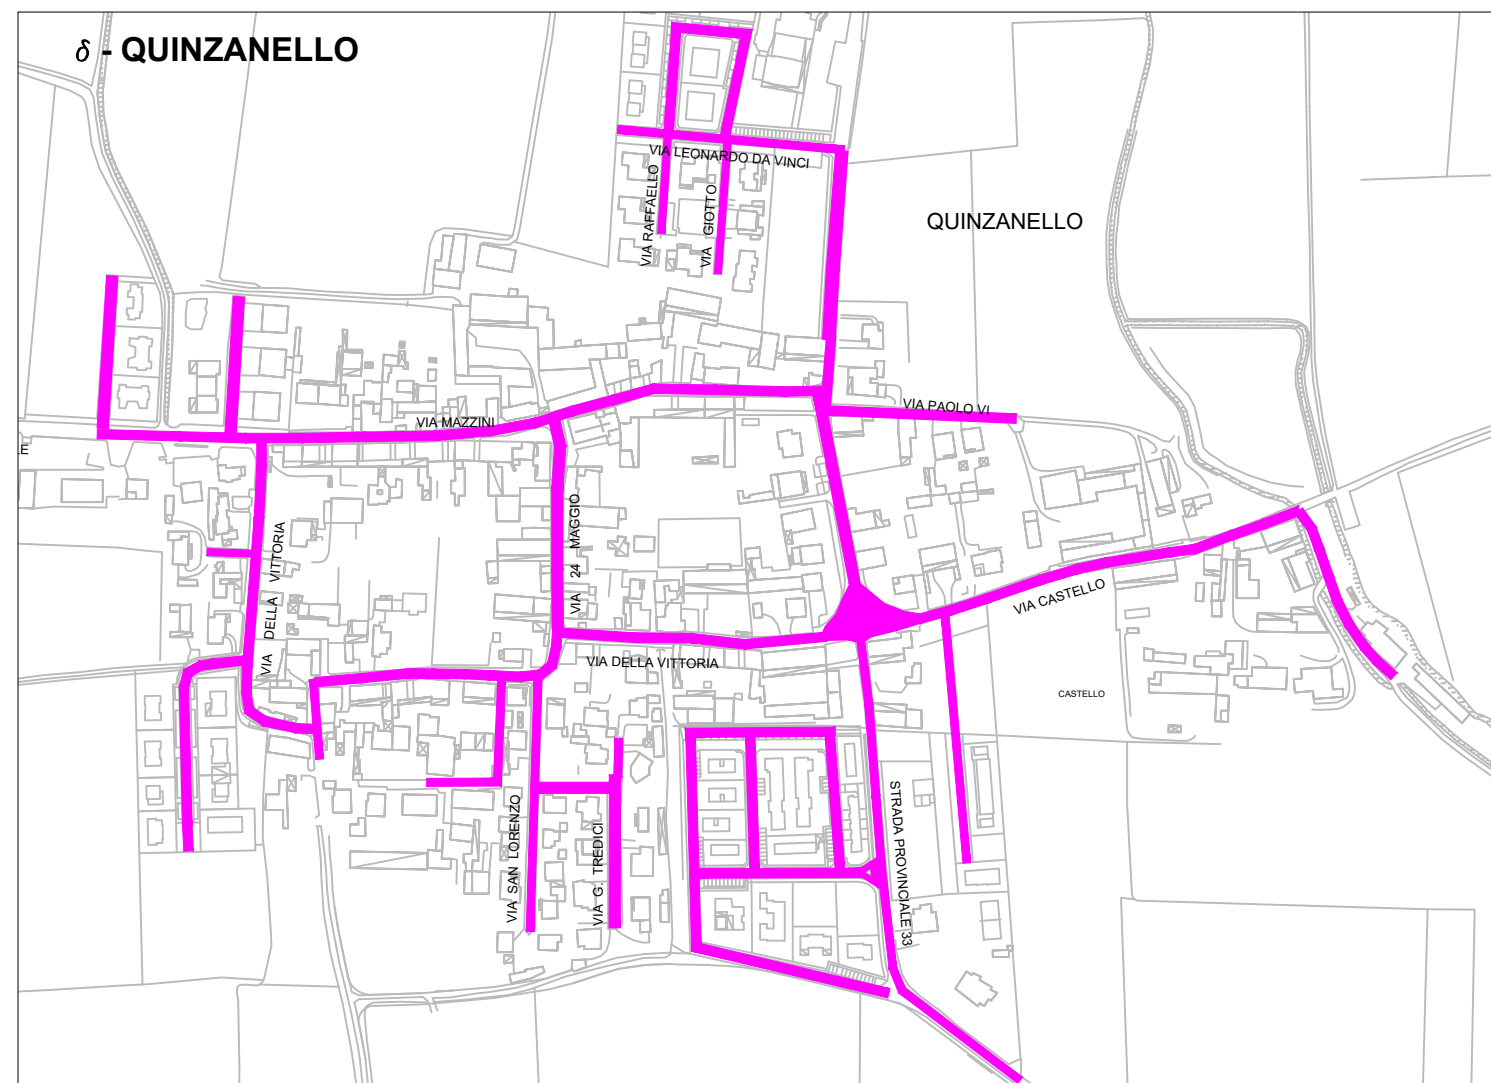 δ - QUINZANELLO
VIA LEONARDO DA VINCI
VIA RAFFAELLO
VIA GIOTTO
QUINZANELLO
VIA PAOLO VI
VIA MAZZINI
LE
VIA 24 MAGGIO
VIA DELLA VITTORIA
VIA CASTELLO
VIA DELLA VITTORIA
CASTELLO
VIA SAN LORENZO
VIA G. TREDICI
STRADA PROVINCIALE 33